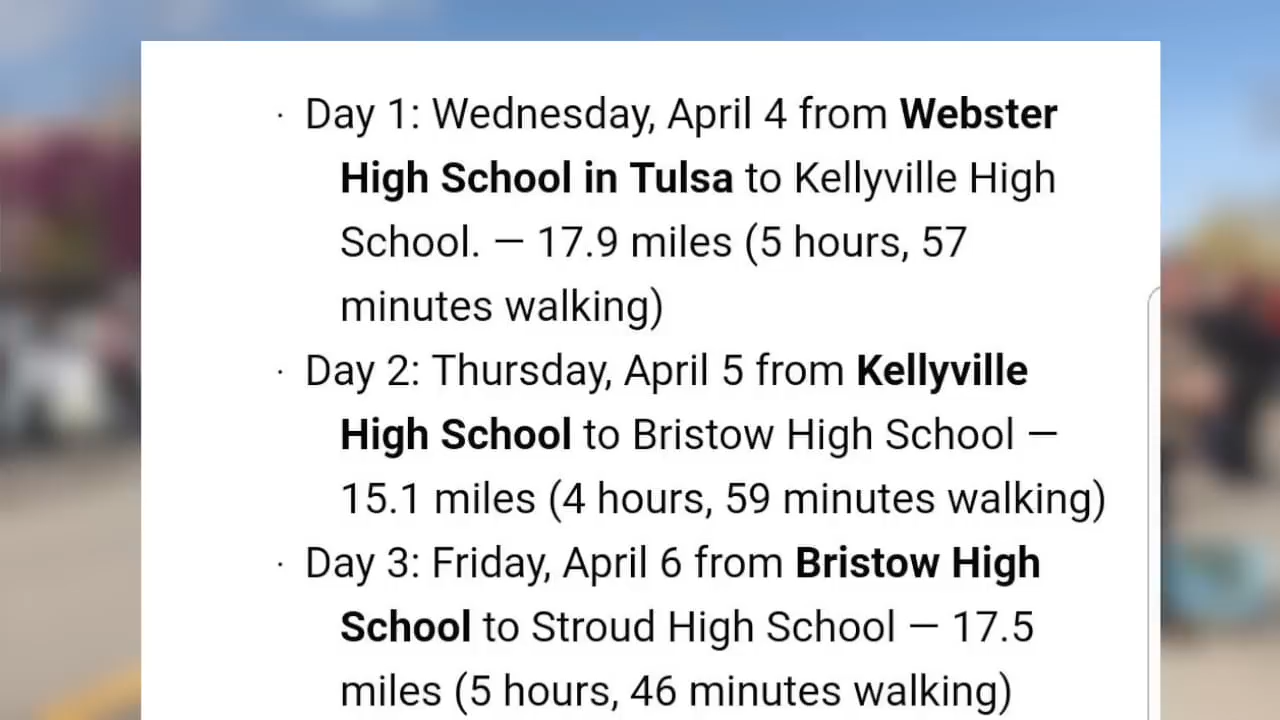 · Day 1: Wednesday, April 4 from Webster
High School in Tulsa to Kellyville High
School. — 17.9 miles (5 hours, 57
minutes walking)
· Day 2: Thursday, April 5 from Kellyville
High School to Bristow High School —
15.1 miles (4 hours, 59 minutes walking)
· Day 3: Friday, April 6 from Bristow High
School to Stroud High School — 17.5
miles (5 hours, 46 minutes walking)